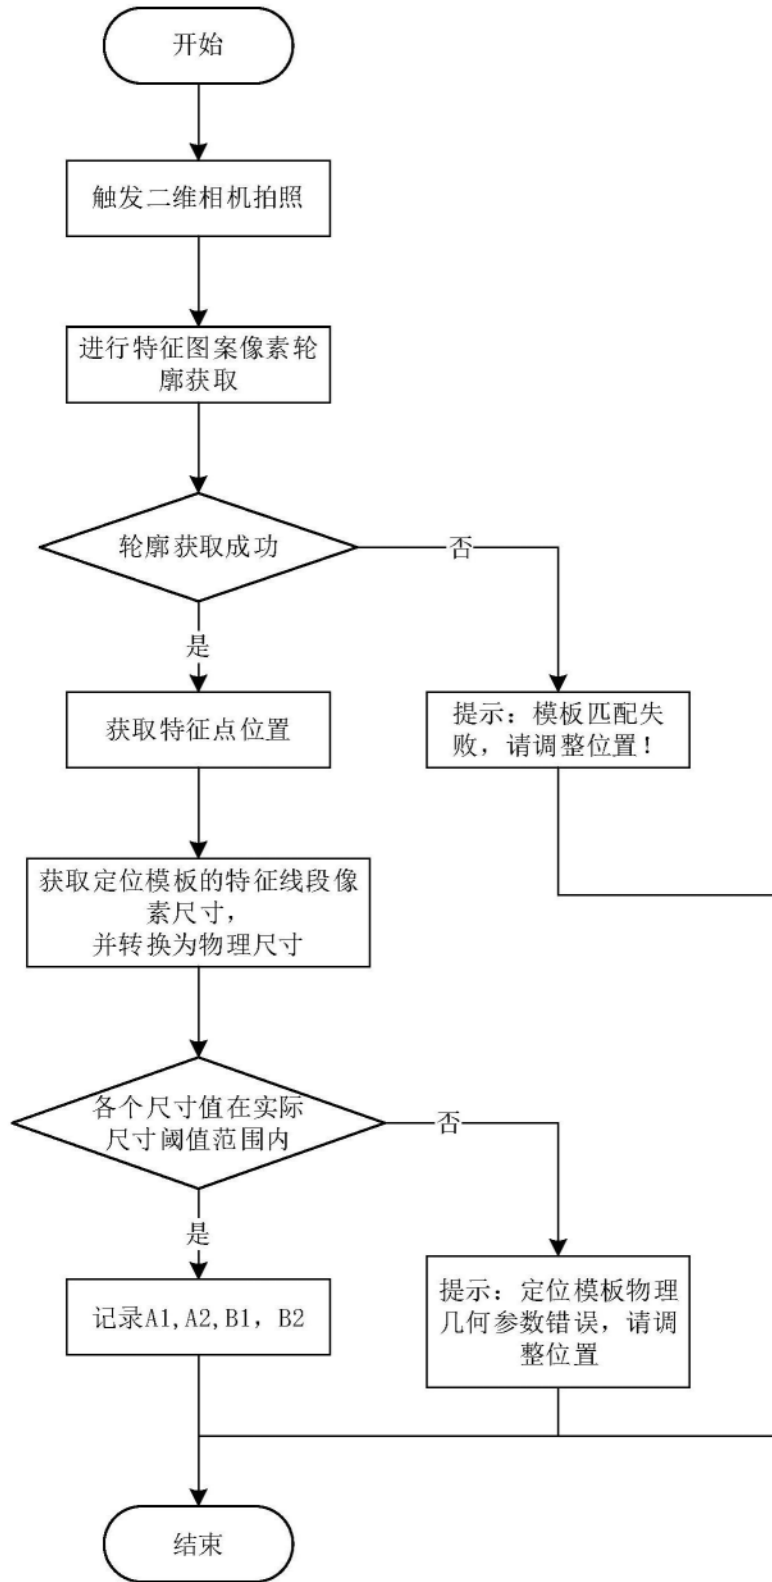 开始
触发二维相机拍照
进行特征图案像素轮
廓获取
轮廓获取成功
否
是
获取特征点位置
提示：模板匹配失
败，请调整位置！
获取定位模板的特征线段像
素尺寸，
并转换为物理尺寸
各个尺寸值在实际
尺寸阈值范围内
否
是
记录A1,A2,B1，B2
提示：定位模板物理
几何参数错误，请调
整位置
结束